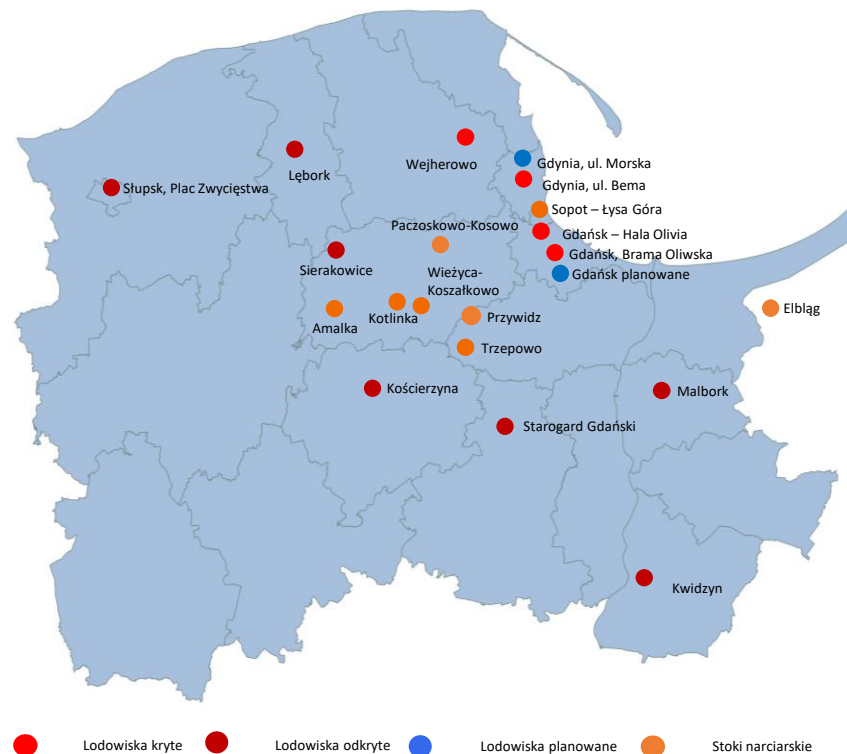 Wejherowo
Gdynia, ul. Morska
Lębork
Słupsk, Plac Zwycięstwa
Gdynia, ul. Bema
Sopot – Łysa Góra
Paczoskowo-Kosowo
Gdańsk – Hala Olivia
Gdańsk, Brama Oliwska
Sierakowice
Wieżyca-
Koszałkowo
Gdańsk planowane
Elbląg
Kotlinka
Przywidz
Amalka
Trzepowo
Kościerzyna
Malbork
Starogard Gdański
Kwidzyn
Lodowiska kryte
Lodowiska odkryte
Lodowiska planowane
Stoki narciarskie